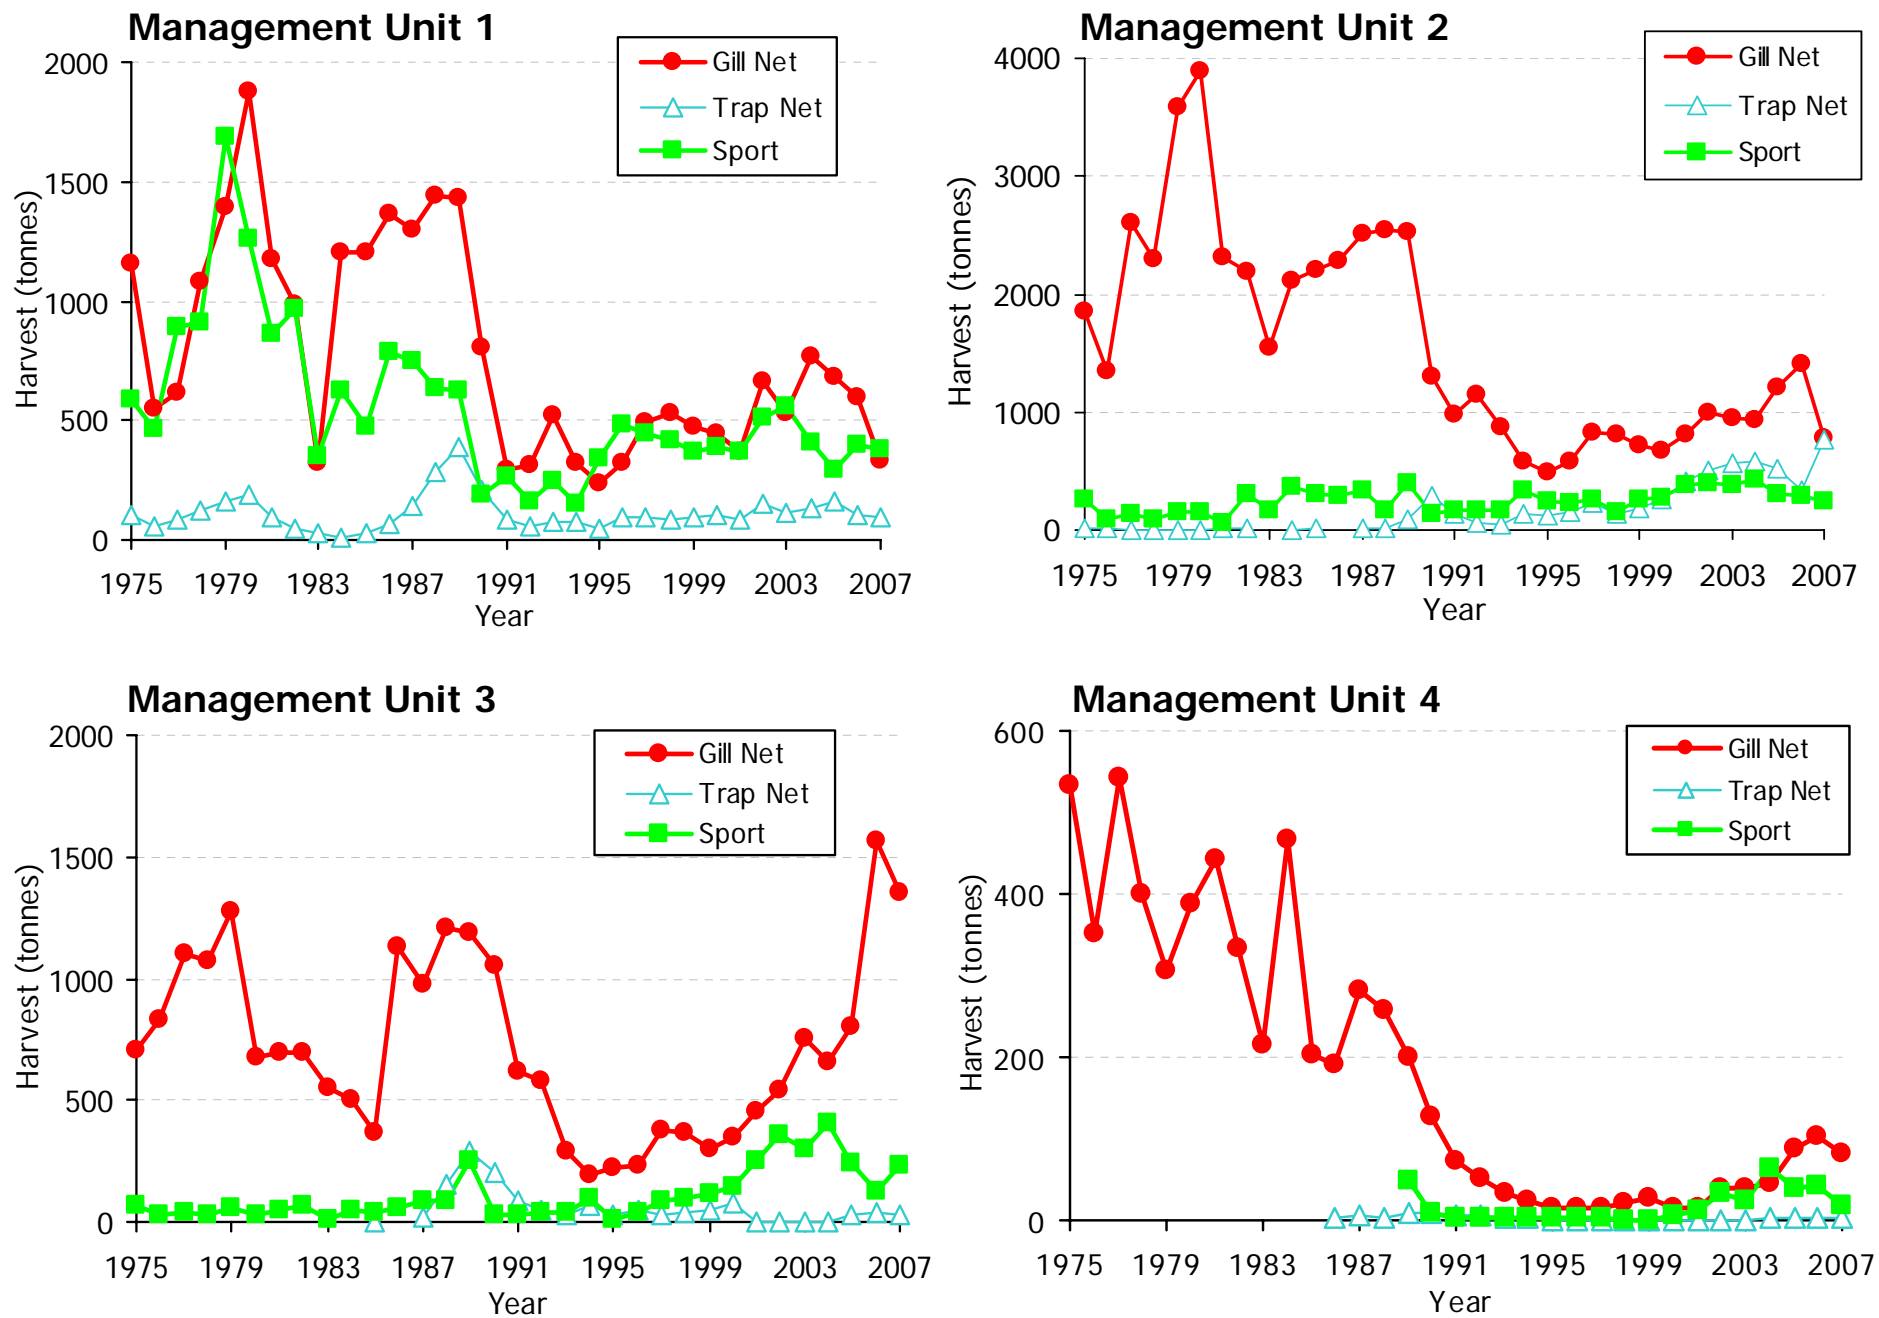 Management Unit 1
Gill Net
Trap Net
Sport
2000
1500
1000
500
0
Harvest (tonnes)
1975 1979 1983 1987 1991 1995 1999 2003 2007
Year
Management Unit 2
Gill Net
Trap Net
Sport
4000
3000
2000
1000
0
Harvest (tonnes)
1975 1979 1983 1987 1991 1995 1999 2003 2007
Year
Management Unit 3
Gill Net
Trap Net
Sport
2000
1500
1000
500
0
Harvest (tonnes)
1975 1979 1983 1987 1991 1995 1999 2003 2007
Year
Management Unit 4
Gill Net
Trap Net
Sport
600
400
200
0
Harvest (tonnes)
1975 1979 1983 1987 1991 1995 1999 2003 2007
Year